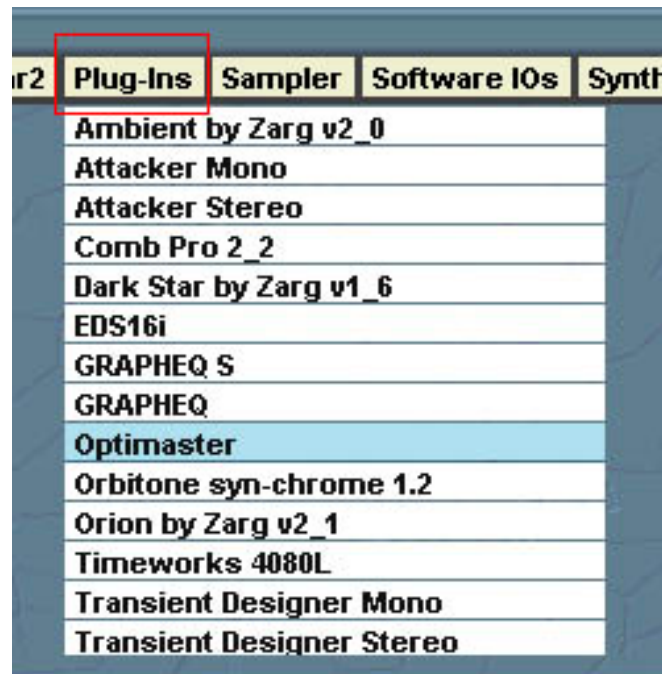 r2 Plug-Ins Sampler Software IOs Synth
Ambient by Zarg v2_0
Attacker Mono
Attacker Stereo
Comb Pro 2_2
Dark Star by Zarg v1_6
EDS16i
GRAPHEQ S
GRAPHEQ
Optimaster
Orbitone syn-chrome 1.2
Orion by Zarg v2_1
Timeworks 4080L
Transient Designer Mono
Transient Designer Stereo